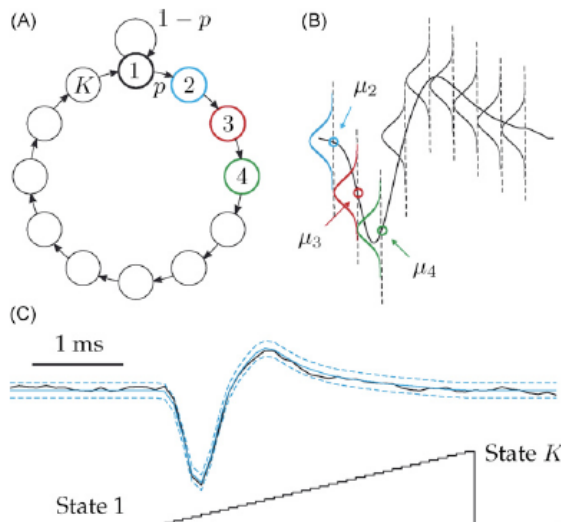 (A)
1 − p
K
1
p
2
3
4
(B)
μ2
μ3
μ4
(C)
1 ms
State 1
State K